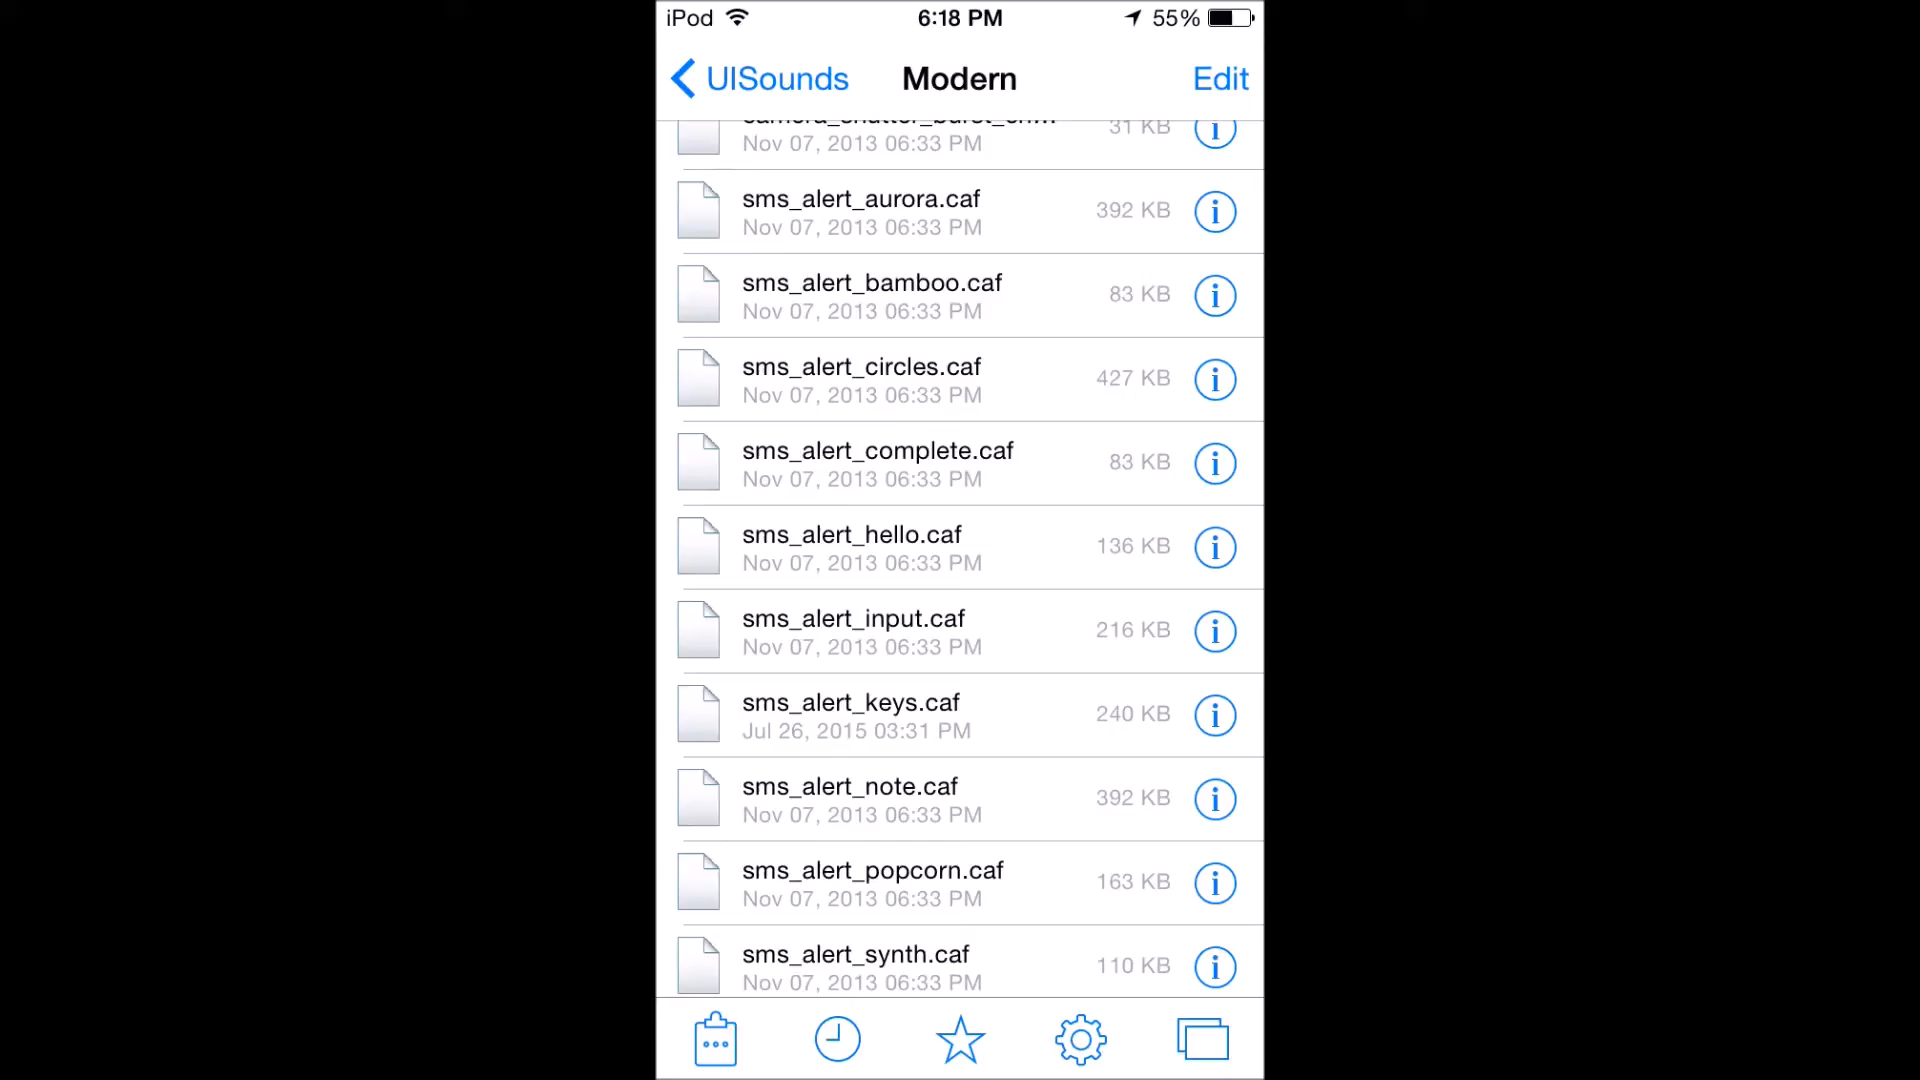 iPod 6:18 PM 55%
UISounds Modern Edit
camera_shutter_burst_en... 31 KB
Nov 07, 2013 06:33 PM
sms_alert_aurora.caf 392 KB
Nov 07, 2013 06:33 PM
sms_alert_bamboo.caf 83 KB
Nov 07, 2013 06:33 PM
sms_alert_circles.caf 427 KB
Nov 07, 2013 06:33 PM
sms_alert_complete.caf 83 KB
Nov 07, 2013 06:33 PM
sms_alert_hello.caf 136 KB
Nov 07, 2013 06:33 PM
sms_alert_input.caf 216 KB
Nov 07, 2013 06:33 PM
sms_alert_keys.caf 240 KB
Jul 26, 2015 03:31 PM
sms_alert_note.caf 392 KB
Nov 07, 2013 06:33 PM
sms_alert_popcorn.caf 163 KB
Nov 07, 2013 06:33 PM
sms_alert_synth.caf 110 KB
Nov 07, 2013 06:33 PM